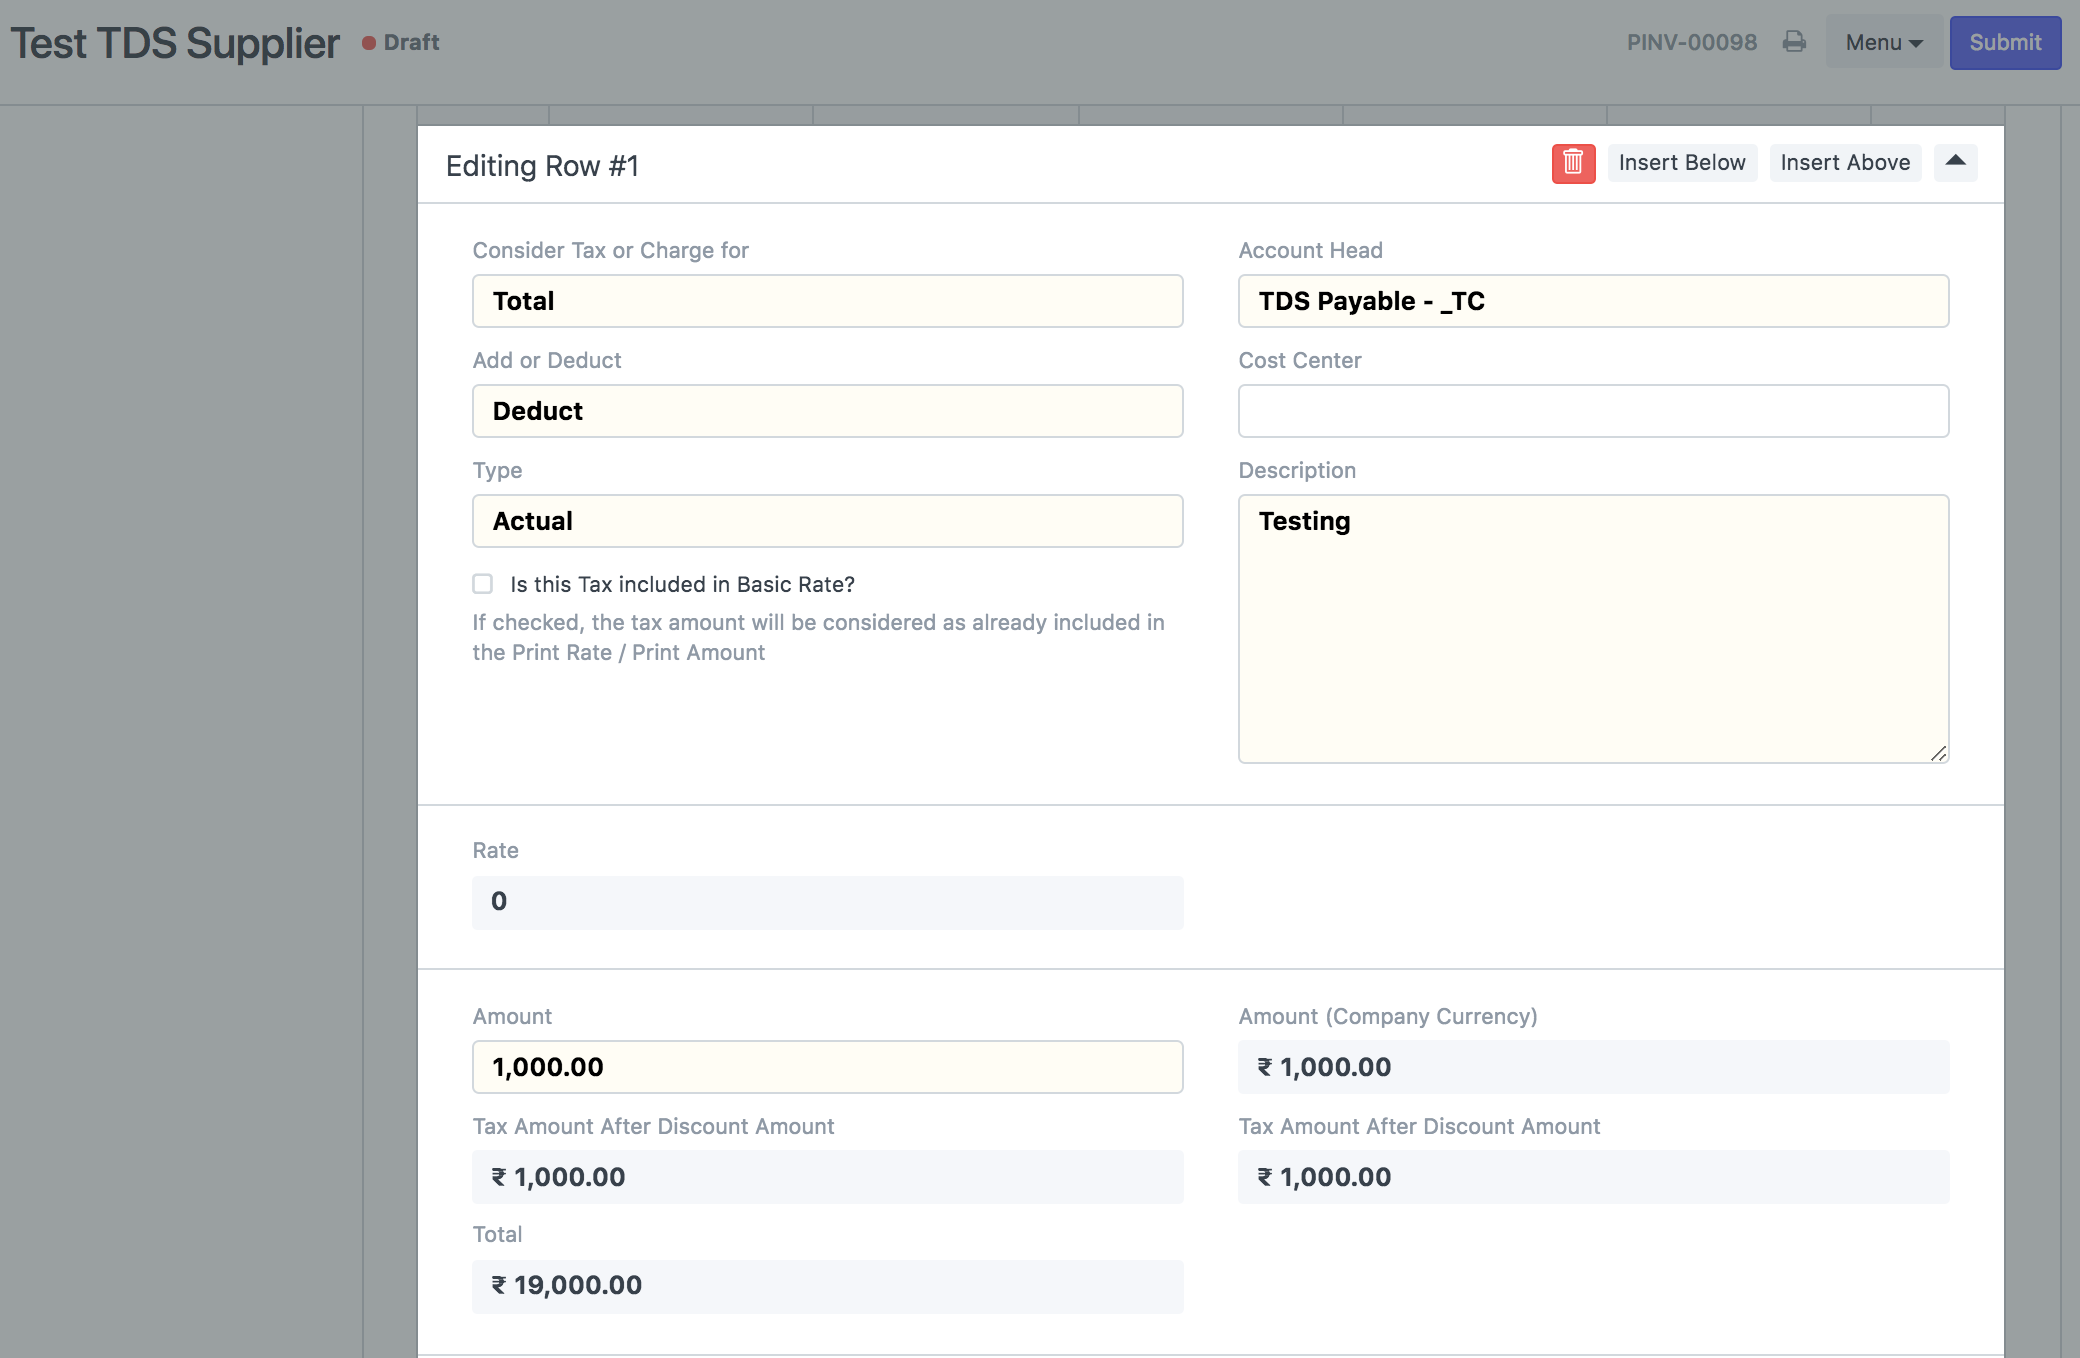 Test TDS Supplier
Draft
PINV-00098
Menu
Submit
Editing Row #1
Insert Below
Insert Above
Consider Tax or Charge for
Total
Add or Deduct
Deduct
Type
Actual
Is this Tax included in Basic Rate?
If checked, the tax amount will be considered as already included in
the Print Rate / Print Amount
Account Head
TDS Payable - _TC
Cost Center
Description
Testing
Rate
0
Amount
1,000.00
Tax Amount After Discount Amount
₹ 1,000.00
Total
₹ 19,000.00
Amount (Company Currency)
₹ 1,000.00
Tax Amount After Discount Amount
₹ 1,000.00